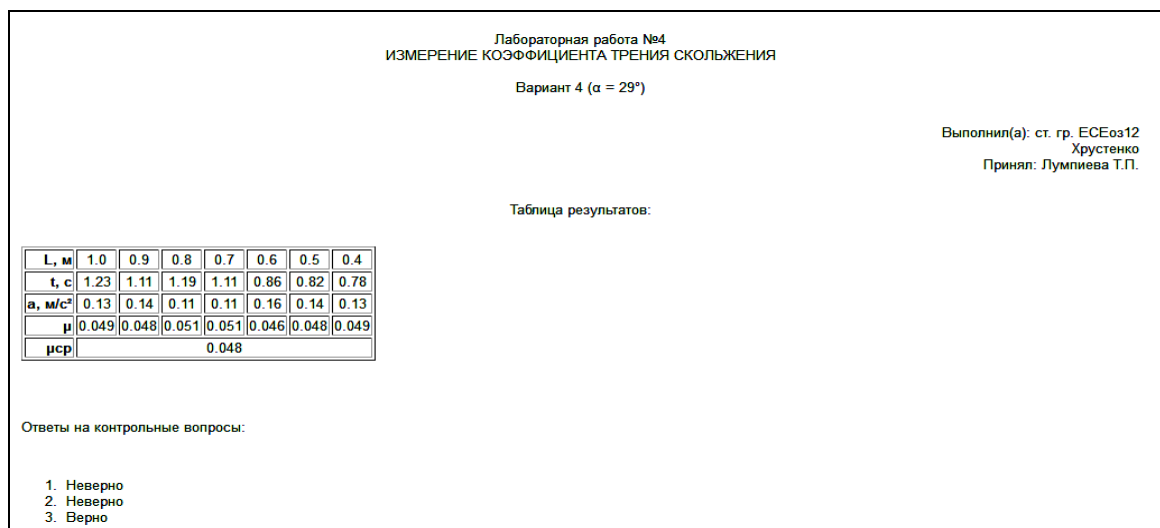 Лабораторная работа №4
ИЗМЕРЕНИЕ КОЭФФИЦИЕНТА ТРЕНИЯ СКОЛЬЖЕНИЯ
Вариант 4 (α = 29°)
Выполнил(а): ст. гр. ЕСЕоз12
Хрустенко
Принял: Лумпиева Т.П.
Таблица результатов:
L, м 1.0 0.9 0.8 0.7 0.6 0.5 0.4
t, c 1.23 1.11 1.19 1.11 0.86 0.82 0.78
a, м/с² 0.13 0.14 0.11 0.11 0.16 0.14 0.13
μ 0.049 0.048 0.051 0.051 0.046 0.048 0.049
μср 0.048
Ответы на контрольные вопросы:
1. Неверно
2. Неверно
3. Верно